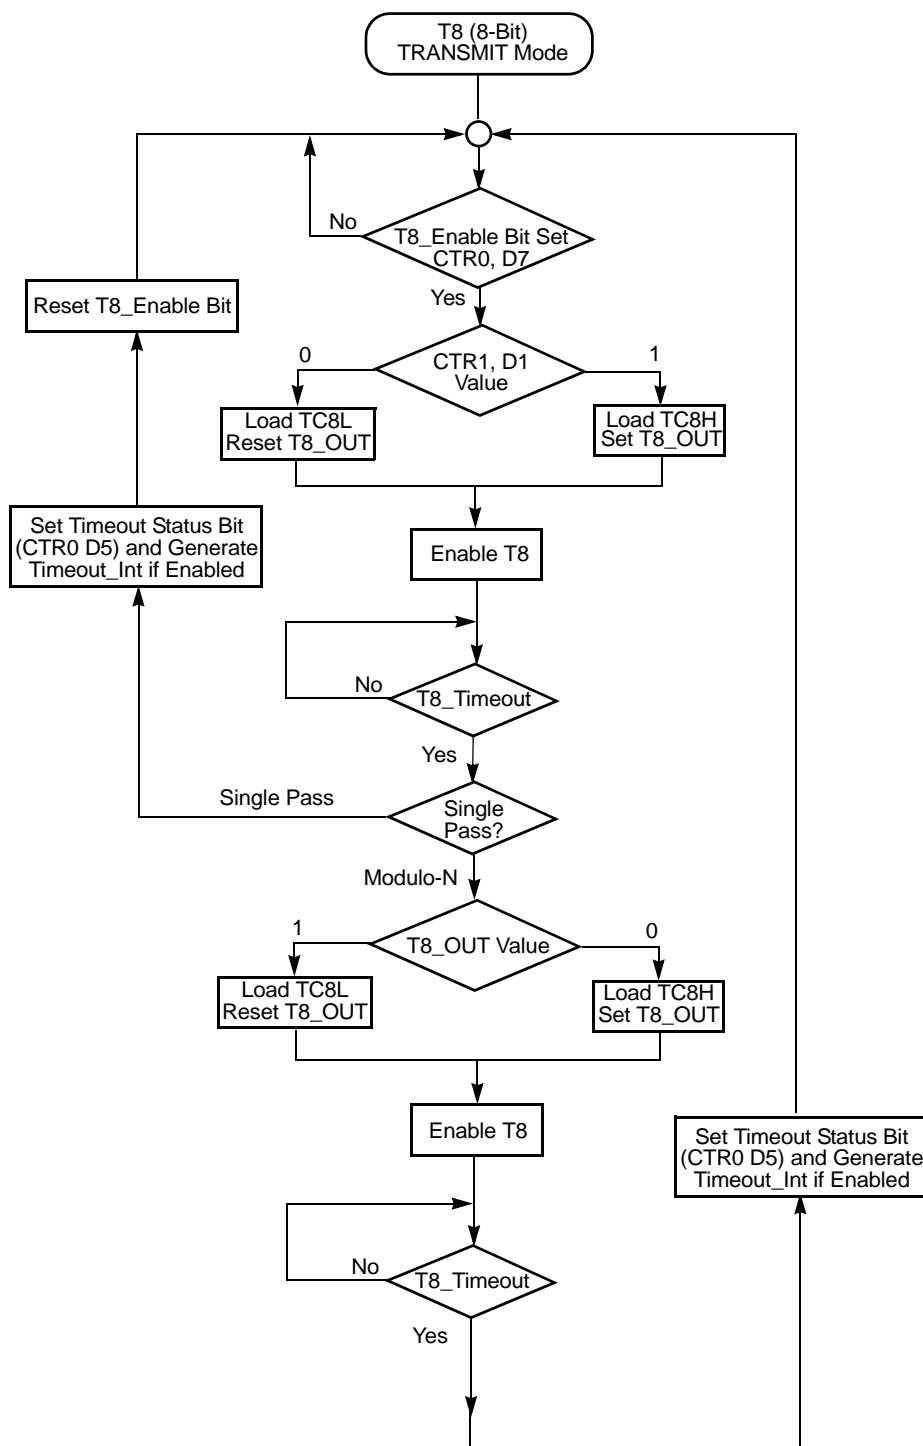 T8 (8-Bit)
TRANSMIT Mode
No
T8_Enable Bit Set
CTR0, D7
Yes
Reset T8_Enable Bit
0
CTR1, D1
Value
1
Load TC8L
Reset T8_OUT
Load TC8H
Set T8_OUT
Set Timeout Status Bit
(CTR0 D5) and Generate
Timeout_Int if Enabled
Enable T8
No
T8_Timeout
Yes
Single Pass
Single
Pass?
Modulo-N
1
T8_OUT Value
0
Load TC8L
Reset T8_OUT
Load TC8H
Set T8_OUT
Enable T8
Set Timeout Status Bit
(CTR0 D5) and Generate
Timeout_Int if Enabled
No
T8_Timeout
Yes